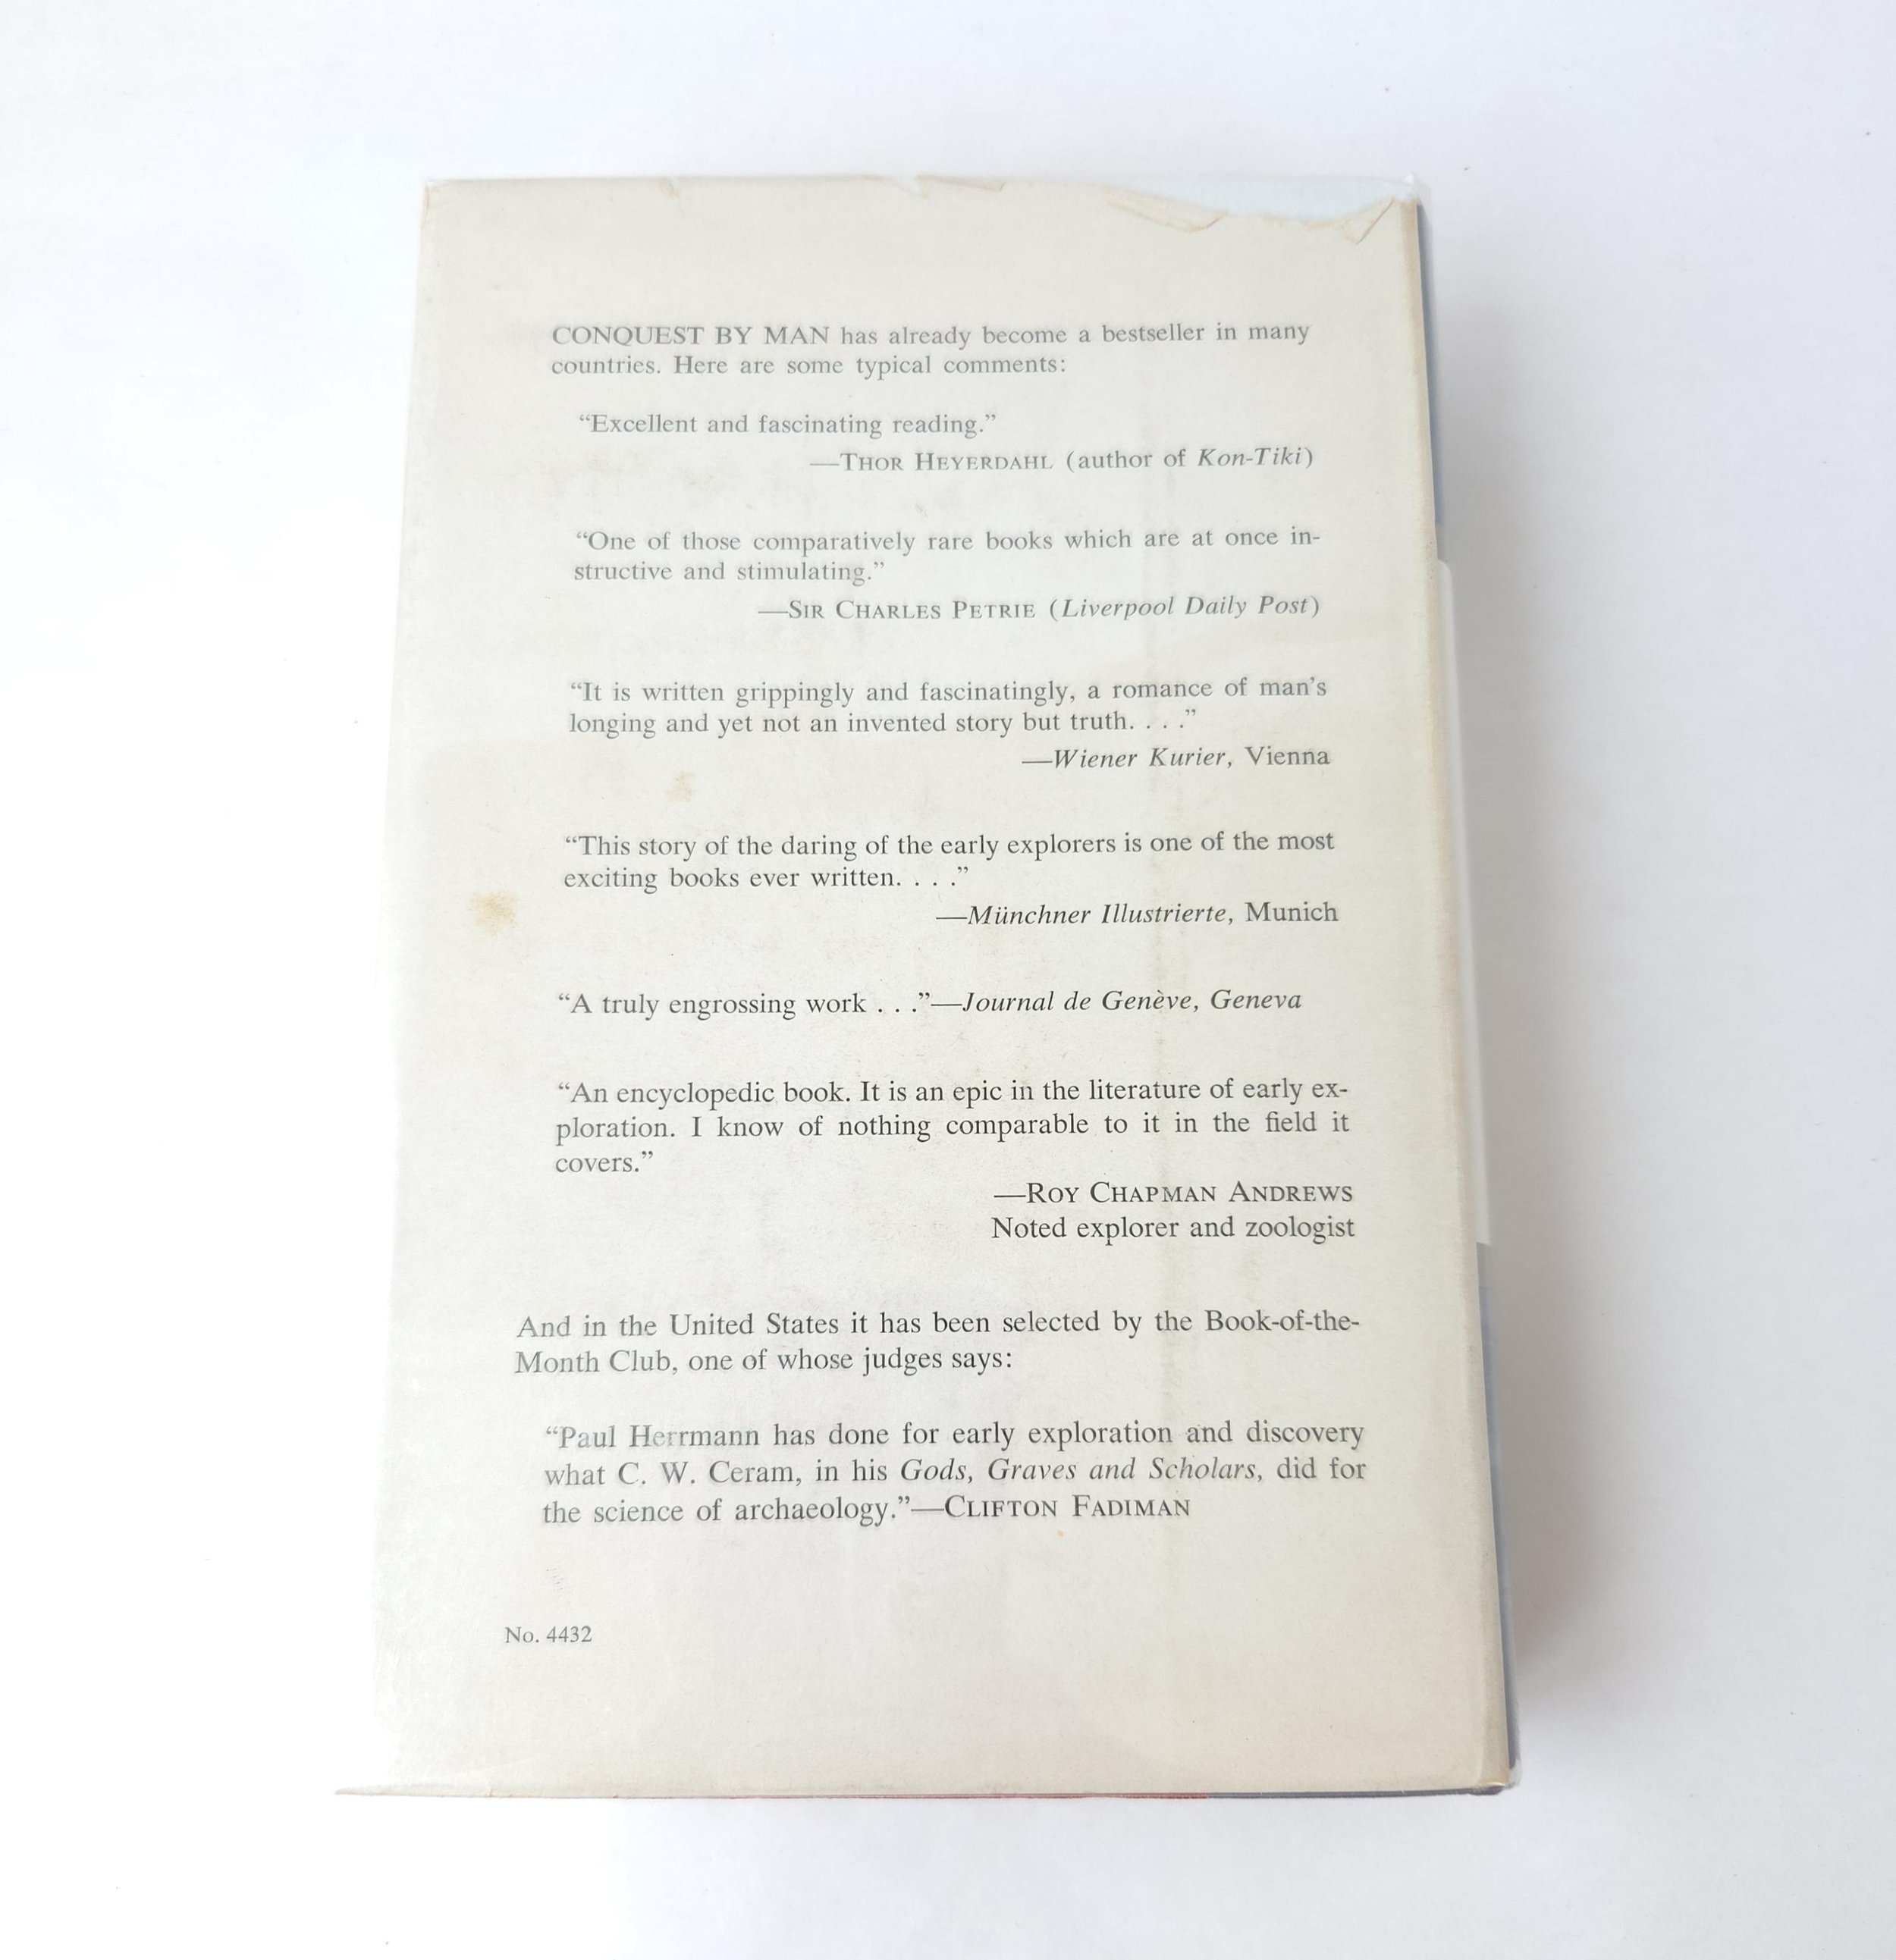 CONQUEST BY MAN has already become a bestseller in many
countries. Here are some typical comments:
“Excellent and fascinating reading.”
—THOR HEYERDAHL (author of Kon-Tiki)
“One of those comparatively rare books which are at once in-
structive and stimulating.”
—SIR CHARLES PETRIE (Liverpool Daily Post)
“It is written grippingly and fascinatingly, a romance of man’s
longing and yet not an invented story but truth. . . .”
—Wiener Kurier, Vienna
“This story of the daring of the early explorers is one of the most
exciting books ever written. . . .”
—Münchner Illustrierte, Munich
“A truly engrossing work . . .”—Journal de Genève, Geneva
“An encyclopedic book. It is an epic in the literature of early ex-
ploration. I know of nothing comparable to it in the field it
covers.”
—ROY CHAPMAN ANDREWS
Noted explorer and zoologist
And in the United States it has been selected by the Book-of-the-
Month Club, one of whose judges says:
“Paul Herrmann has done for early exploration and discovery
what C. W. Ceram, in his Gods, Graves and Scholars, did for
the science of archaeology.”—CLIFTON FADIMAN
No. 4432